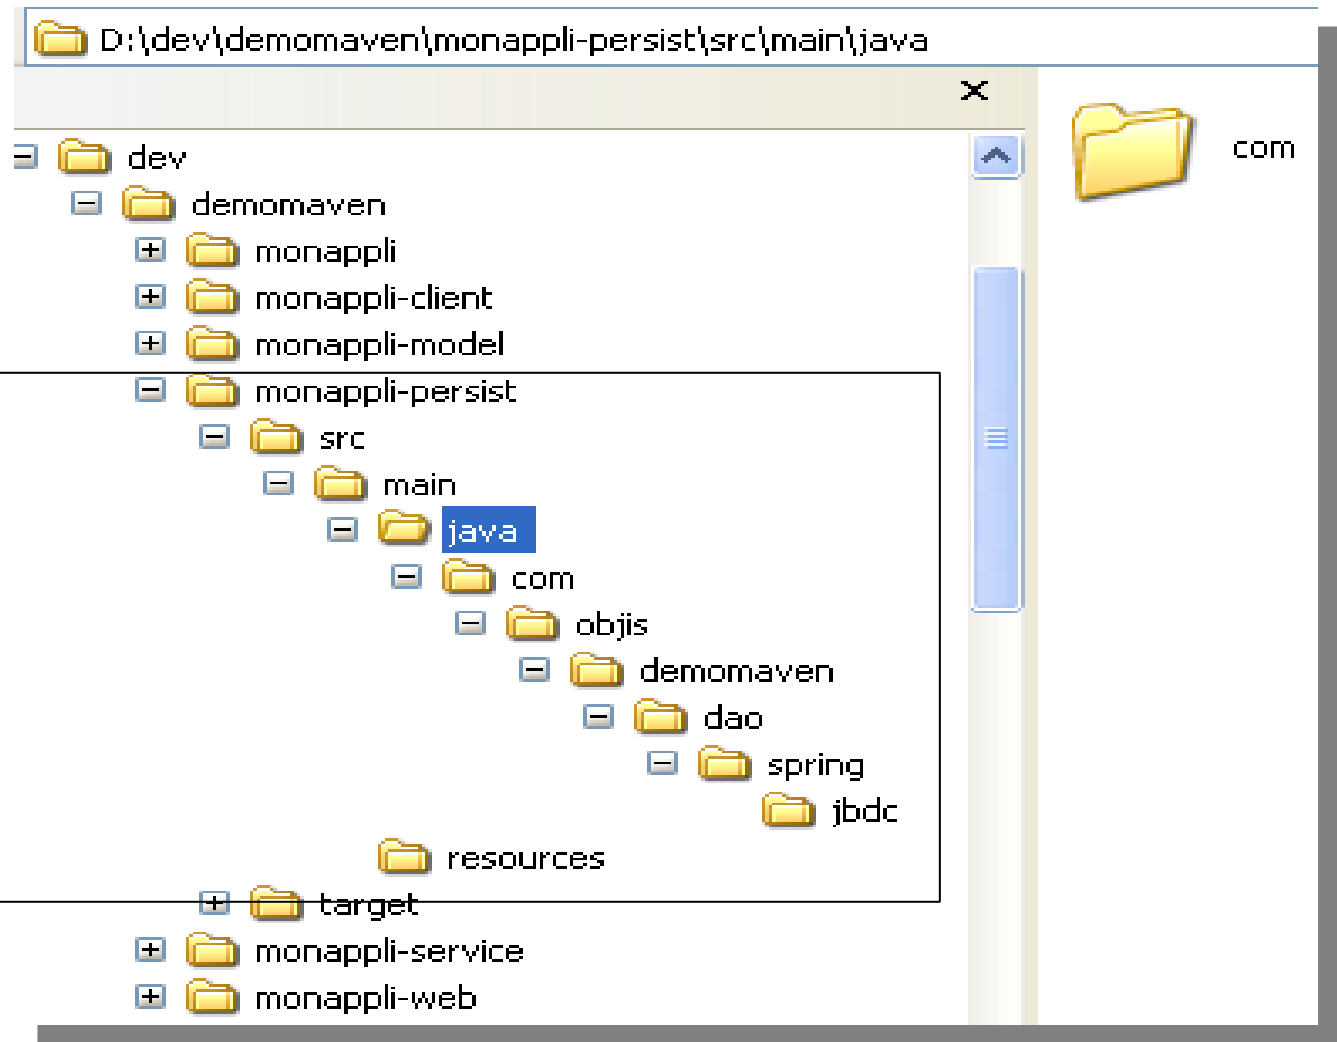 D:\dev\demomaven\monappli-persist\src\main\java
com
dev
demomaven
monappli
monappli-client
monappli-model
monappli-persist
src
main
java
com
objis
demomaven
dao
spring
jbdc
resources
target
monappli-service
monappli-web